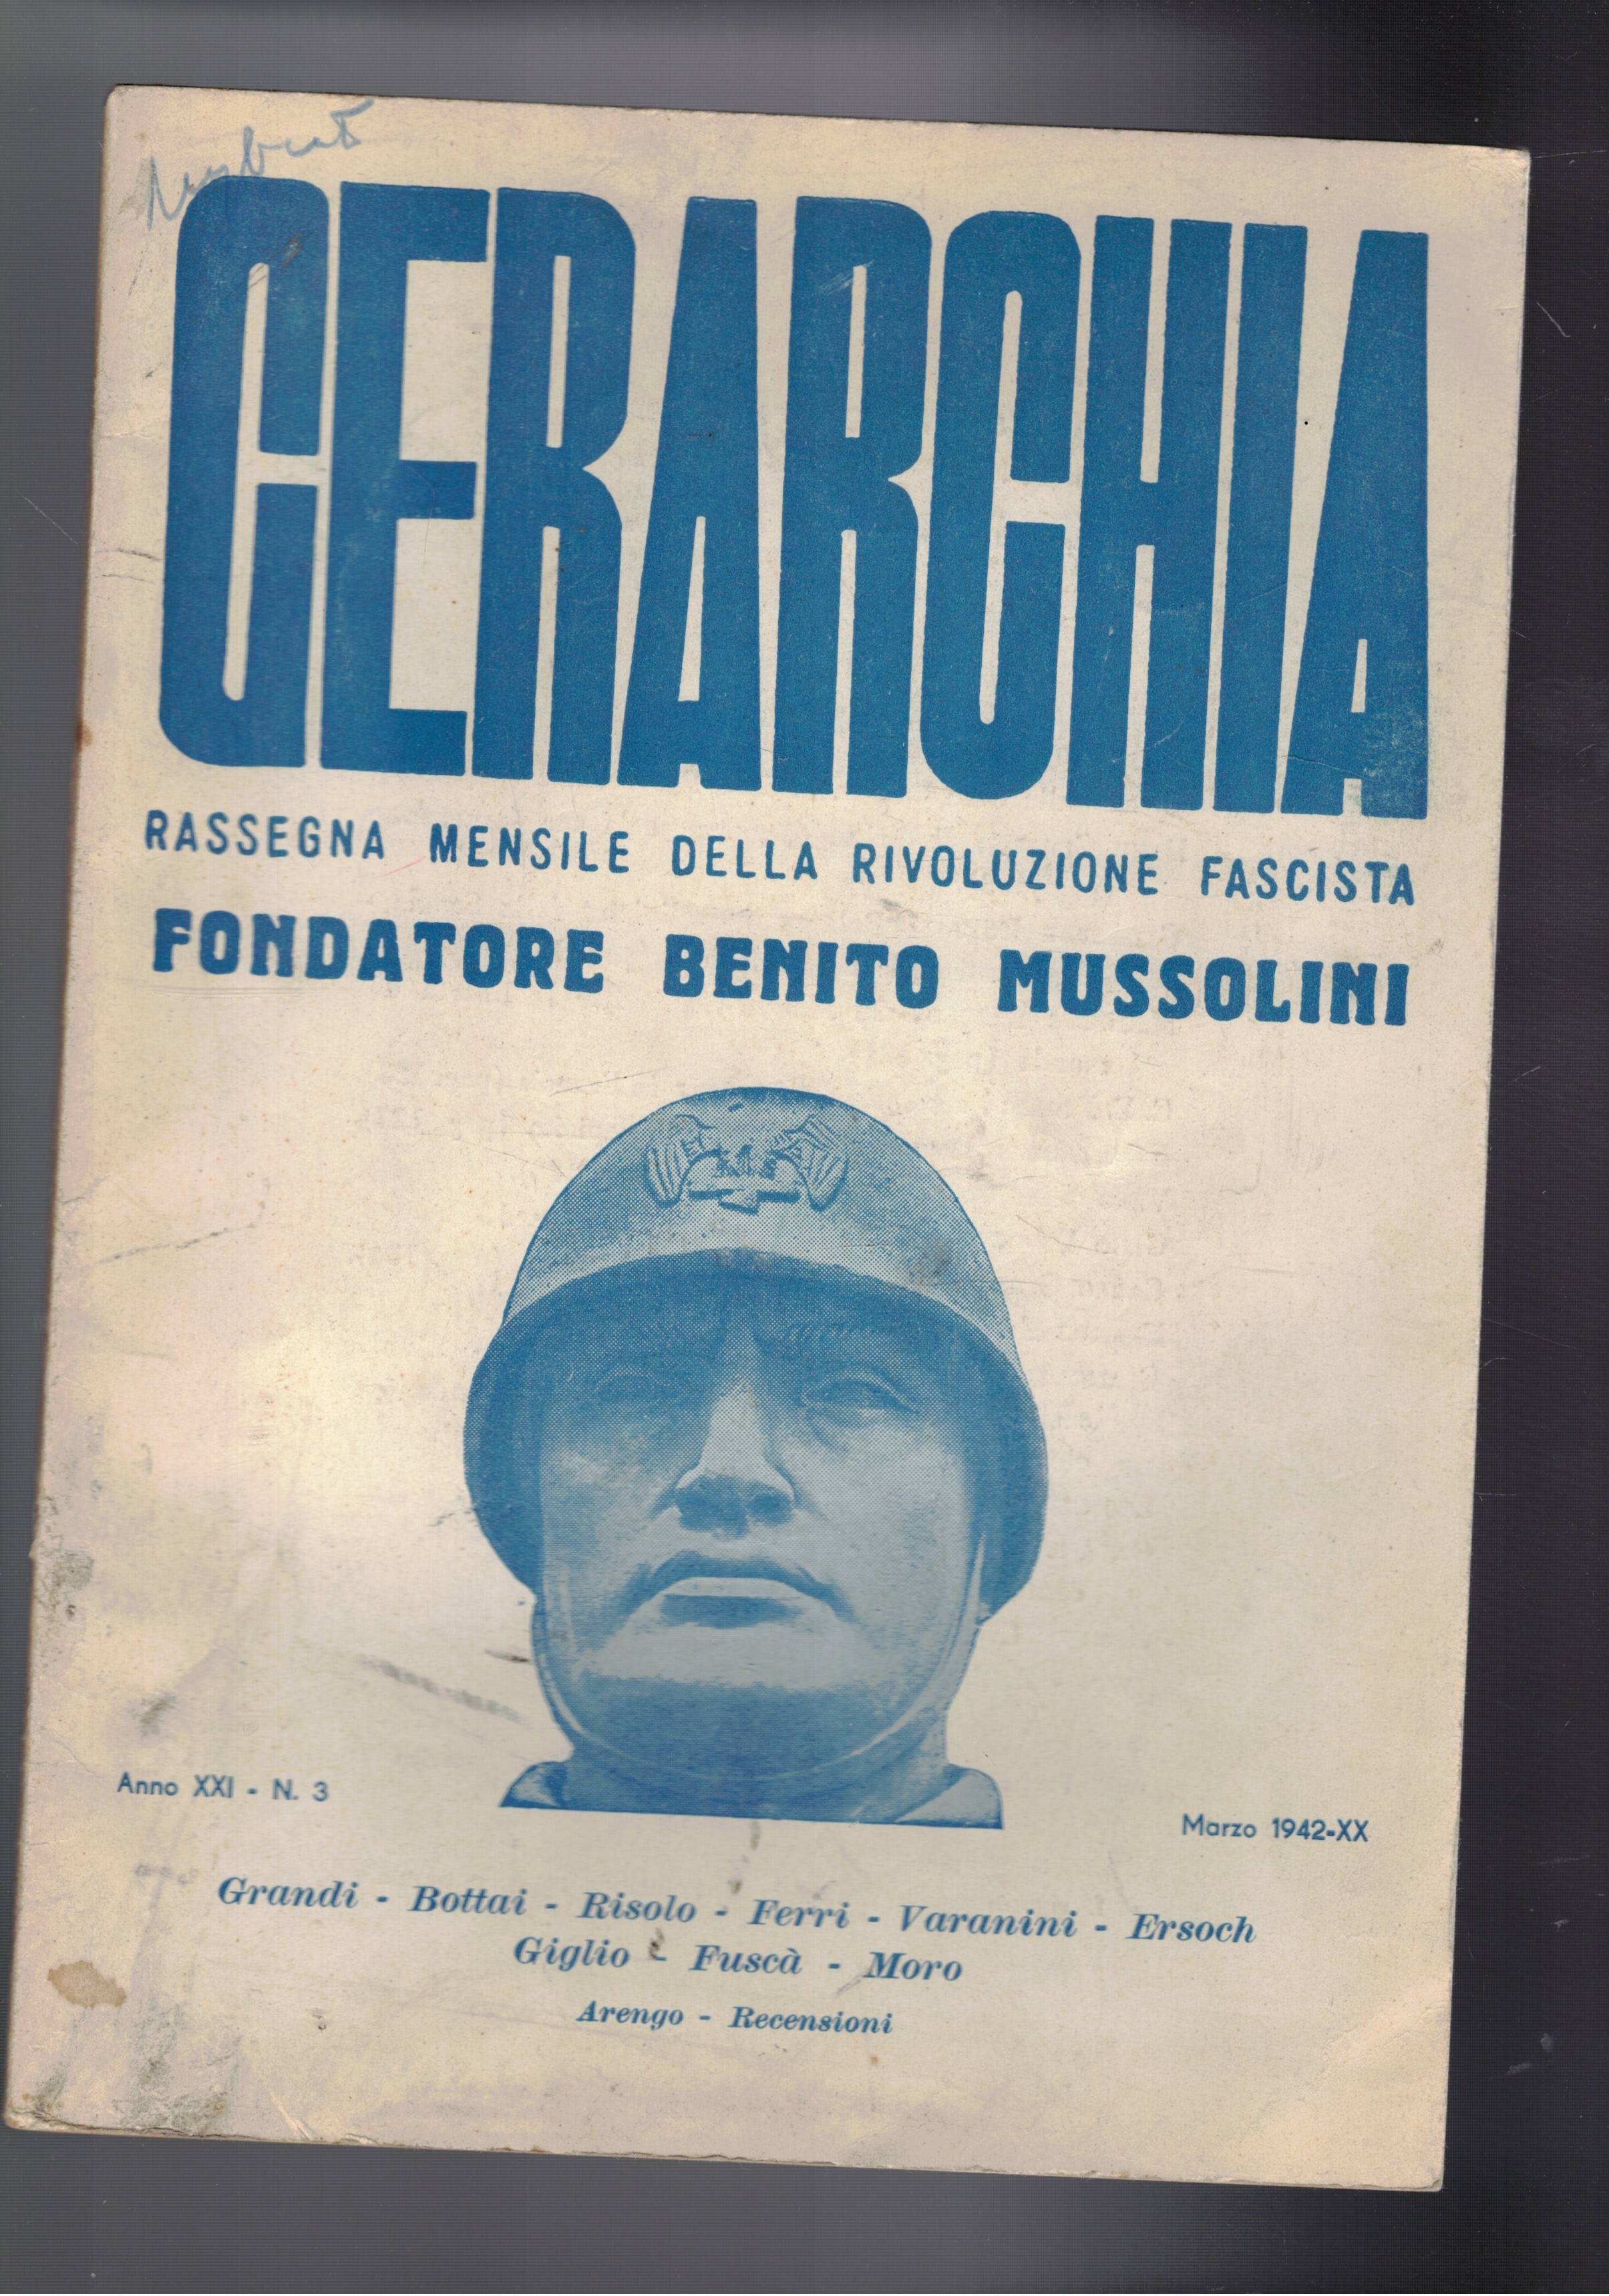 GERARCHIA
RASSEGNA MENSILE DELLA RIVOLUZIONE FASCISTA
FONDATORE BENITO MUSSOLINI
Anno XXI - N. 3
Marzo 1942-XX
Grandi - Bottai - Risolo - Ferri - Varanini - Ersoch
Giglio - Fuscà - Moro
Arengo - Recensioni